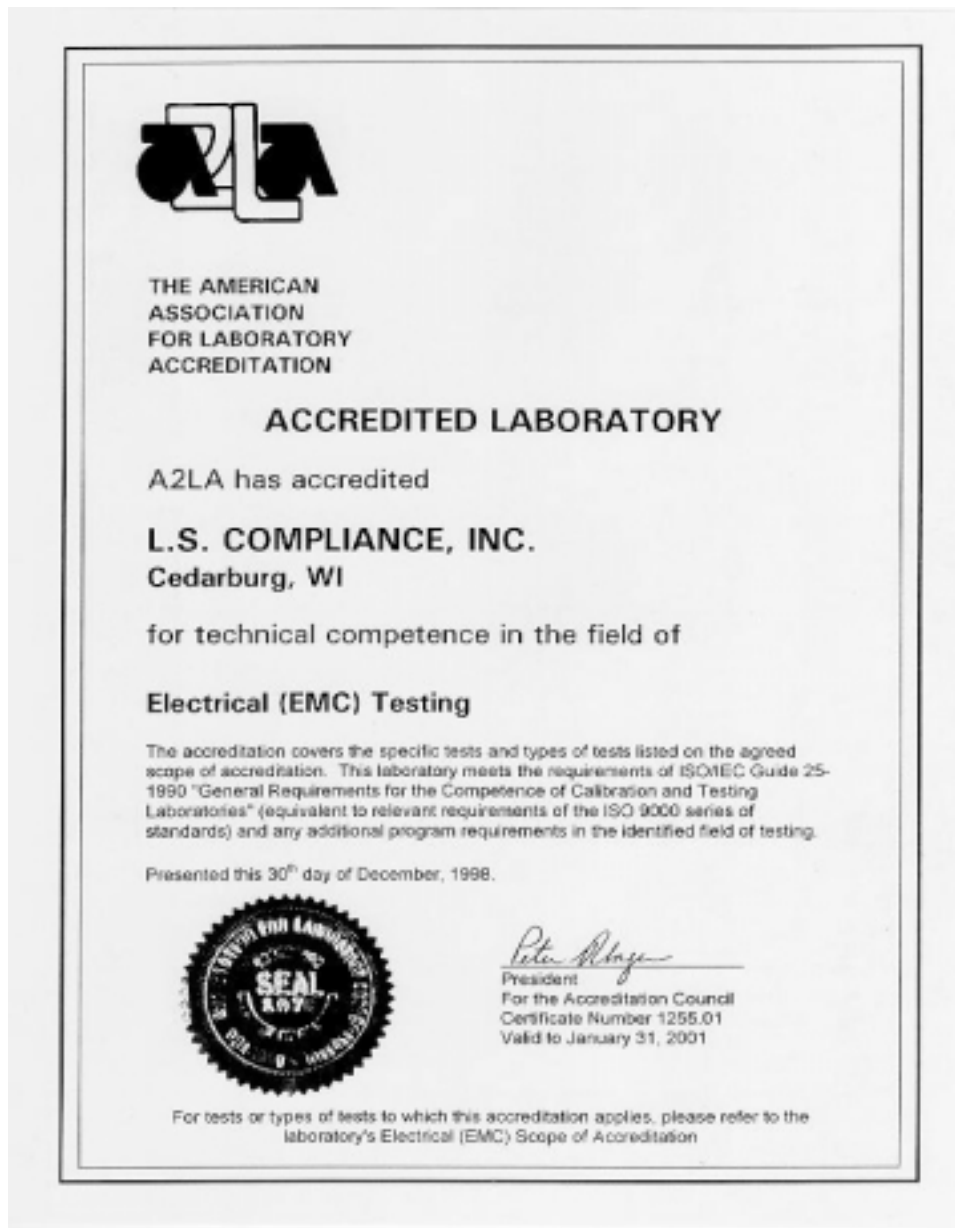 A2LA
THE AMERICAN
ASSOCIATION
FOR LABORATORY
ACCREDITATION
ACCREDITED LABORATORY
A2LA has accredited
L.S. COMPLIANCE, INC.
Cedarburg, WI
for technical competence in the field of
Electrical (EMC) Testing
The accreditation covers the specific tests and types of tests listed on the agreed
scope of accreditation. This laboratory meets the requirements of ISO/IEC Guide 25-
1990 "General Requirements for the Competence of Calibration and Testing
Laboratories" (equivalent to relevant requirements of the ISO 9000 series of
standards) and any additional program requirements in the identified field of testing.
Presented this 30th day of December, 1998.
FOR LABORATORY
SEAL
Peter
President
For the Accreditation Council
Certificate Number 1255.01
Valid to January 31, 2001
For tests or types of tests to which this accreditation applies, please refer to the
laboratory's Electrical (EMC) Scope of Accreditation